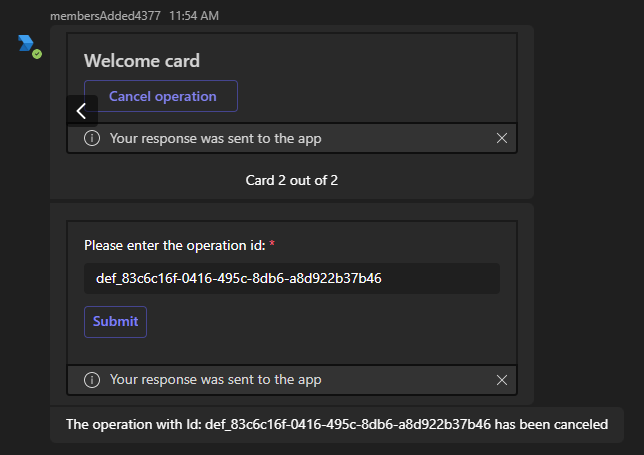 membersAdded4377 11:54 AM
Welcome card
Cancel operation
Your response was sent to the app
Card 2 out of 2
Please enter the operation id: *
def_83c6c16f-0416-495c-8db6-a8d922b37b46
Submit
Your response was sent to the app
The operation with Id: def_83c6c16f-0416-495c-8db6-a8d922b37b46 has been canceled